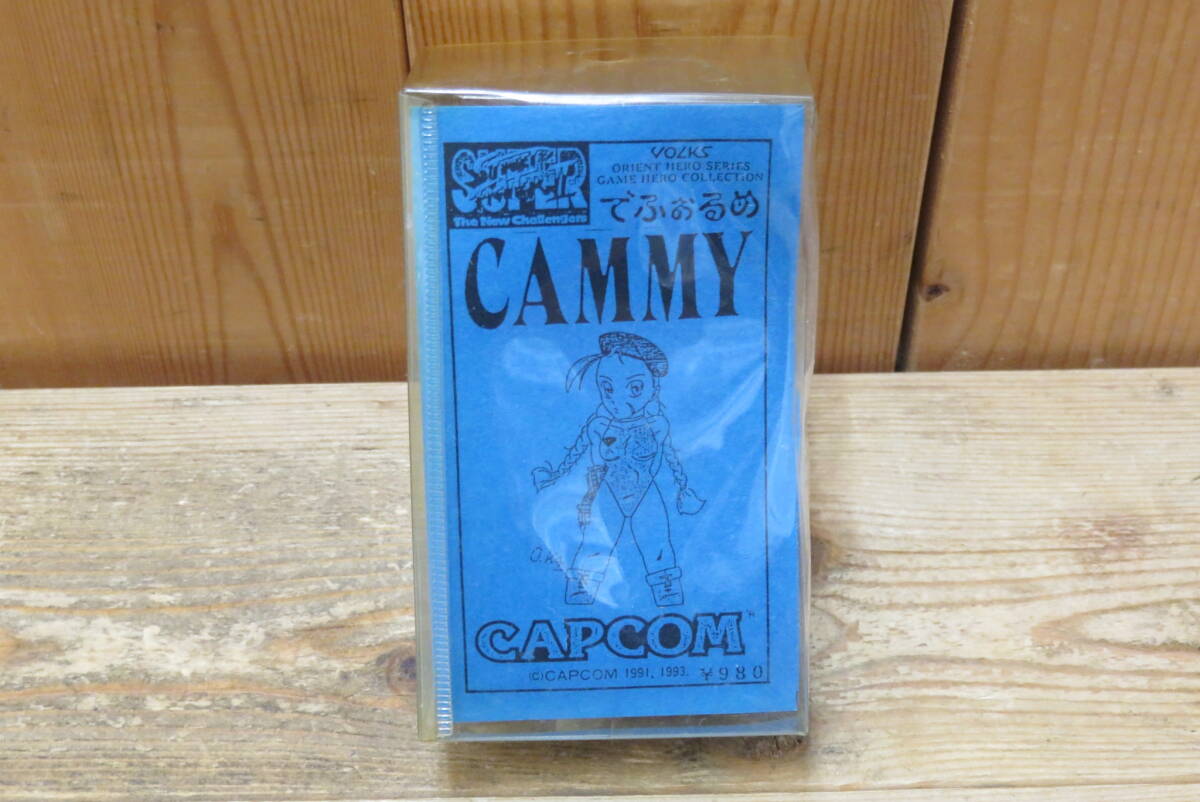 SUPER
STREET FIGHTER II
The New Challengers
VOLKS
ORIENT HERO SERIES
GAME HERO COLLECTION
でふぉるめ
CAMMY
CAPCOM
(C)CAPCOM 1991, 1993. ¥980